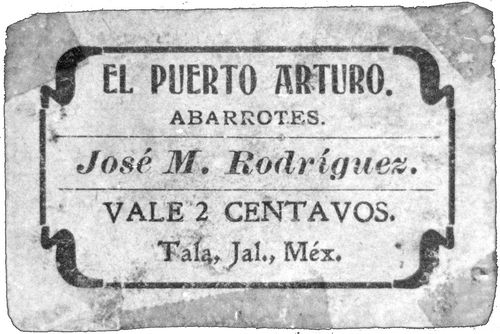 EL PUERTO ARTURO.
ABARROTES.
José M. Rodríguez.
VALE 2 CENTAVOS.
Tala, Jal., Méx.